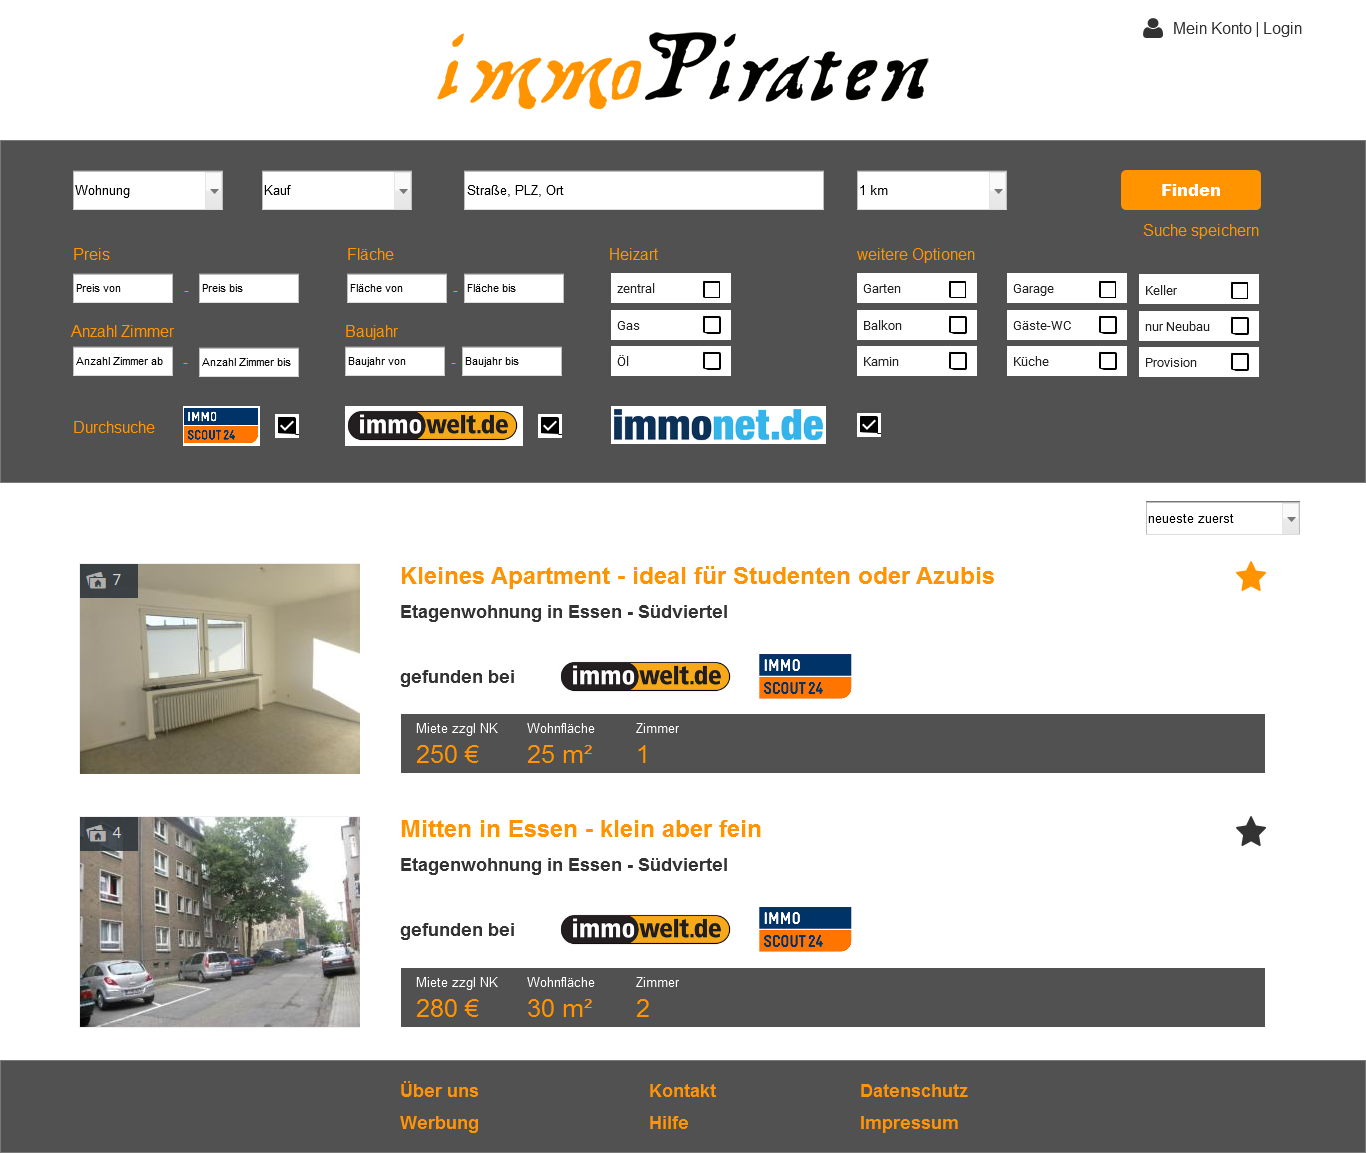 Mein Konto | Login
immoPiraten
Wohnung Kauf Straße, PLZ, Ort 1 km Finden
Suche speichern
Preis Fläche Heizart weitere Optionen
Preis von - Preis bis Fläche von - Fläche bis zentral Garten Garage Keller
Gas Balkon Gäste-WC nur Neubau
Anzahl Zimmer Baujahr
Anzahl Zimmer ab - Anzahl Zimmer bis Baujahr von - Baujahr bis Öl Kamin Küche Provision
Durchsuche IMMO SCOUT24 immowelt.de immonet.de
neueste zuerst
7
Kleines Apartment - ideal für Studenten oder Azubis
Etagenwohnung in Essen - Südviertel
gefunden bei immowelt.de IMMO SCOUT24
Miete zzgl NK Wohnfläche Zimmer
250 € 25 m² 1
4
Mitten in Essen - klein aber fein
Etagenwohnung in Essen - Südviertel
gefunden bei immowelt.de IMMO SCOUT24
Miete zzgl NK Wohnfläche Zimmer
280 € 30 m² 2
Über uns Kontakt Datenschutz
Werbung Hilfe Impressum